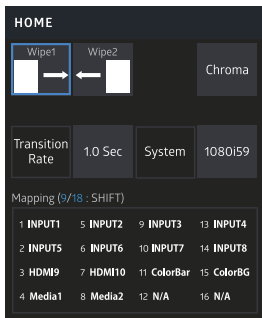 HOME
Wipe1 Wipe2
Chroma
Transition Rate 1.0 Sec System 1080i59
Mapping (9/18 : SHIFT)
1 INPUT1 5 INPUT2 9 INPUT3 13 INPUT4
2 INPUT5 6 INPUT6 10 INPUT7 14 INPUT8
3 HDMI9 7 HDMI10 11 ColorBar 15 ColorBG
4 Media1 8 Media2 12 N/A 16 N/A